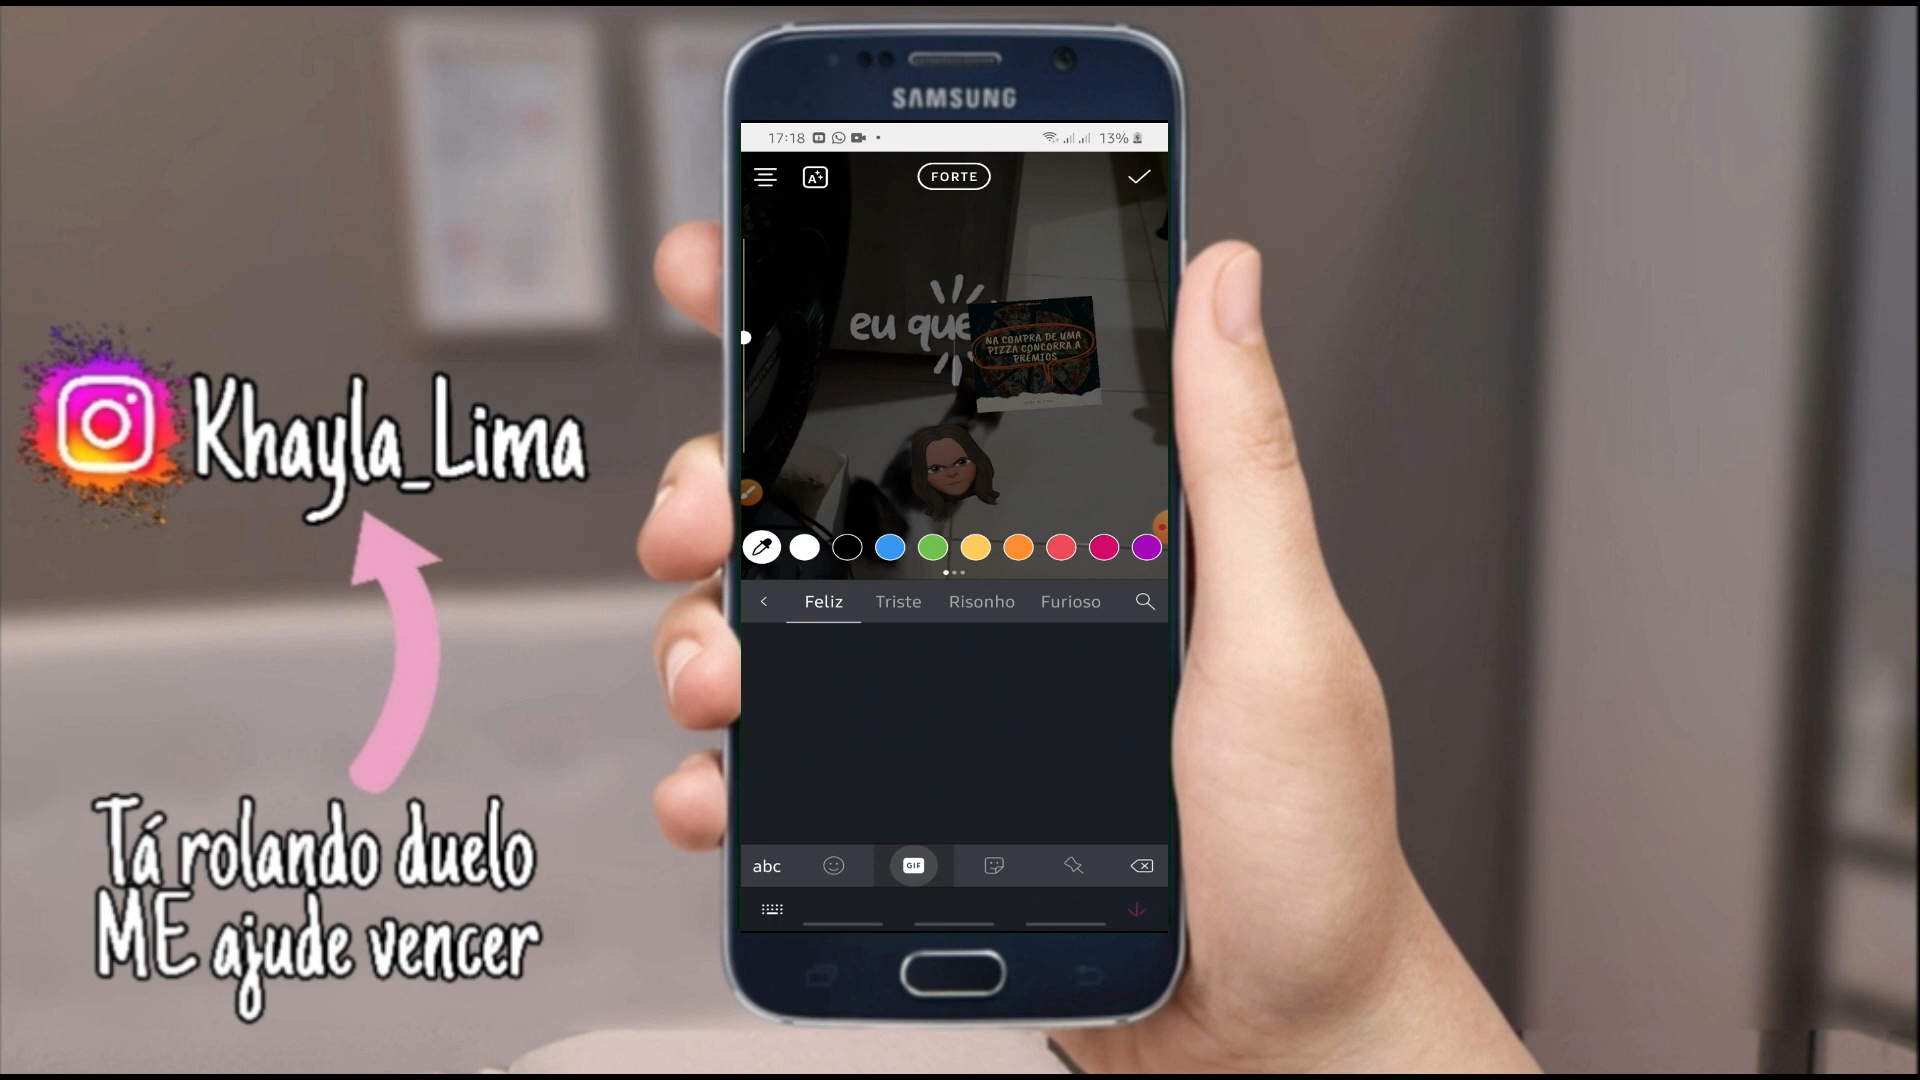 SAMSUNG
17:18
13%
FORTE
eu que
NA COMPRA DE UMA
PIZZA CONCORRA A
PRÊMIOS
Khayla_Lima
Feliz Triste Risonho Furioso
Tá rolando duelo
ME ajude vencer
abc
GIF